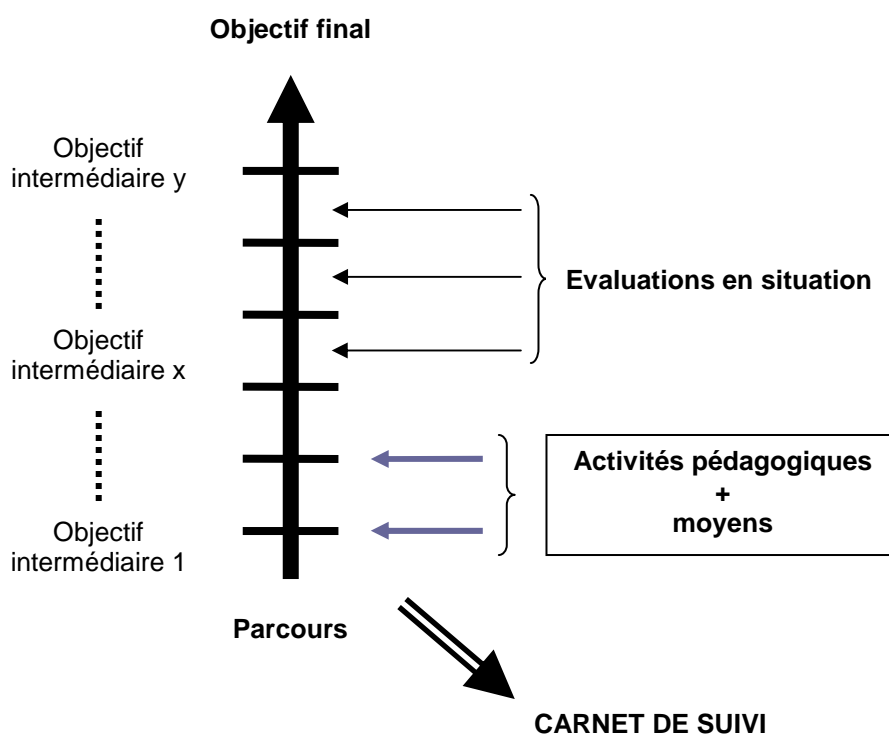 Objectif final
Objectif
intermédiaire y
Evaluations en situation
Objectif
intermédiaire x
Activités pédagogiques
+
moyens
Objectif
intermédiaire 1
Parcours
CARNET DE SUIVI